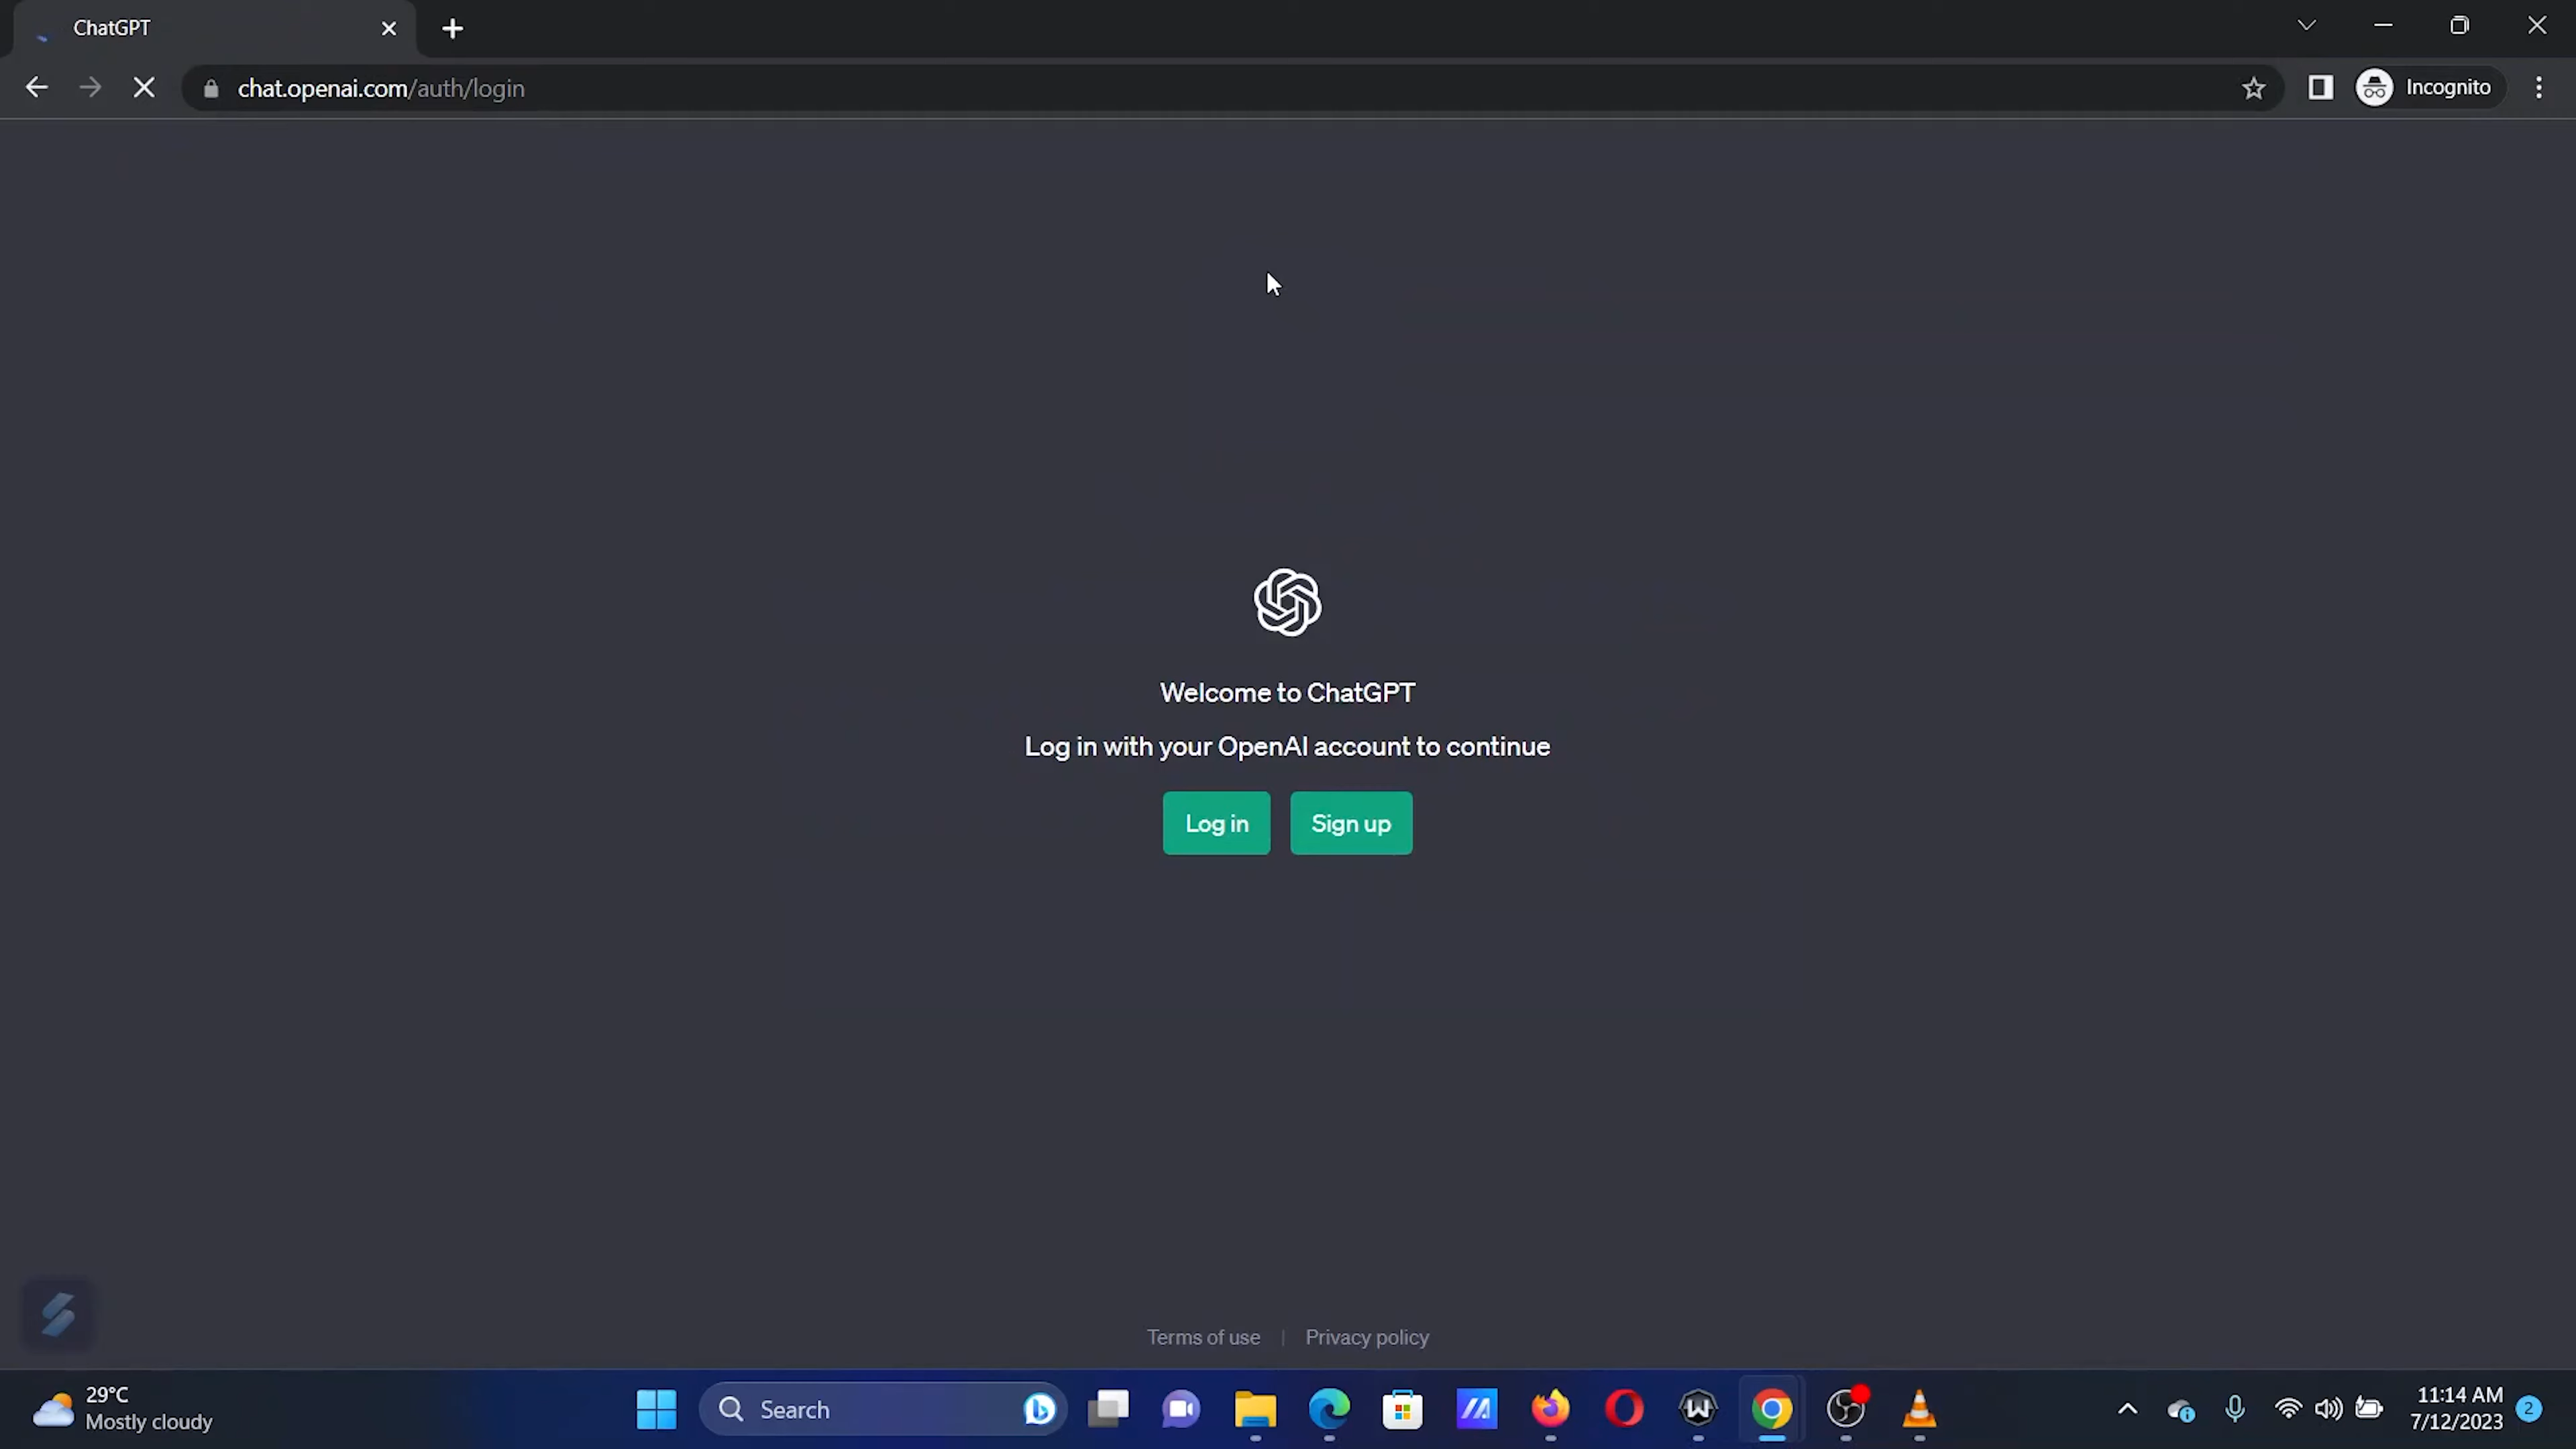 ChatGPT
chat.openai.com/auth/login
Incognito
Welcome to ChatGPT
Log in with your OpenAI account to continue
Log in
Sign up
Terms of use | Privacy policy
29°C
Mostly cloudy
Search
11:14 AM
7/12/2023
2